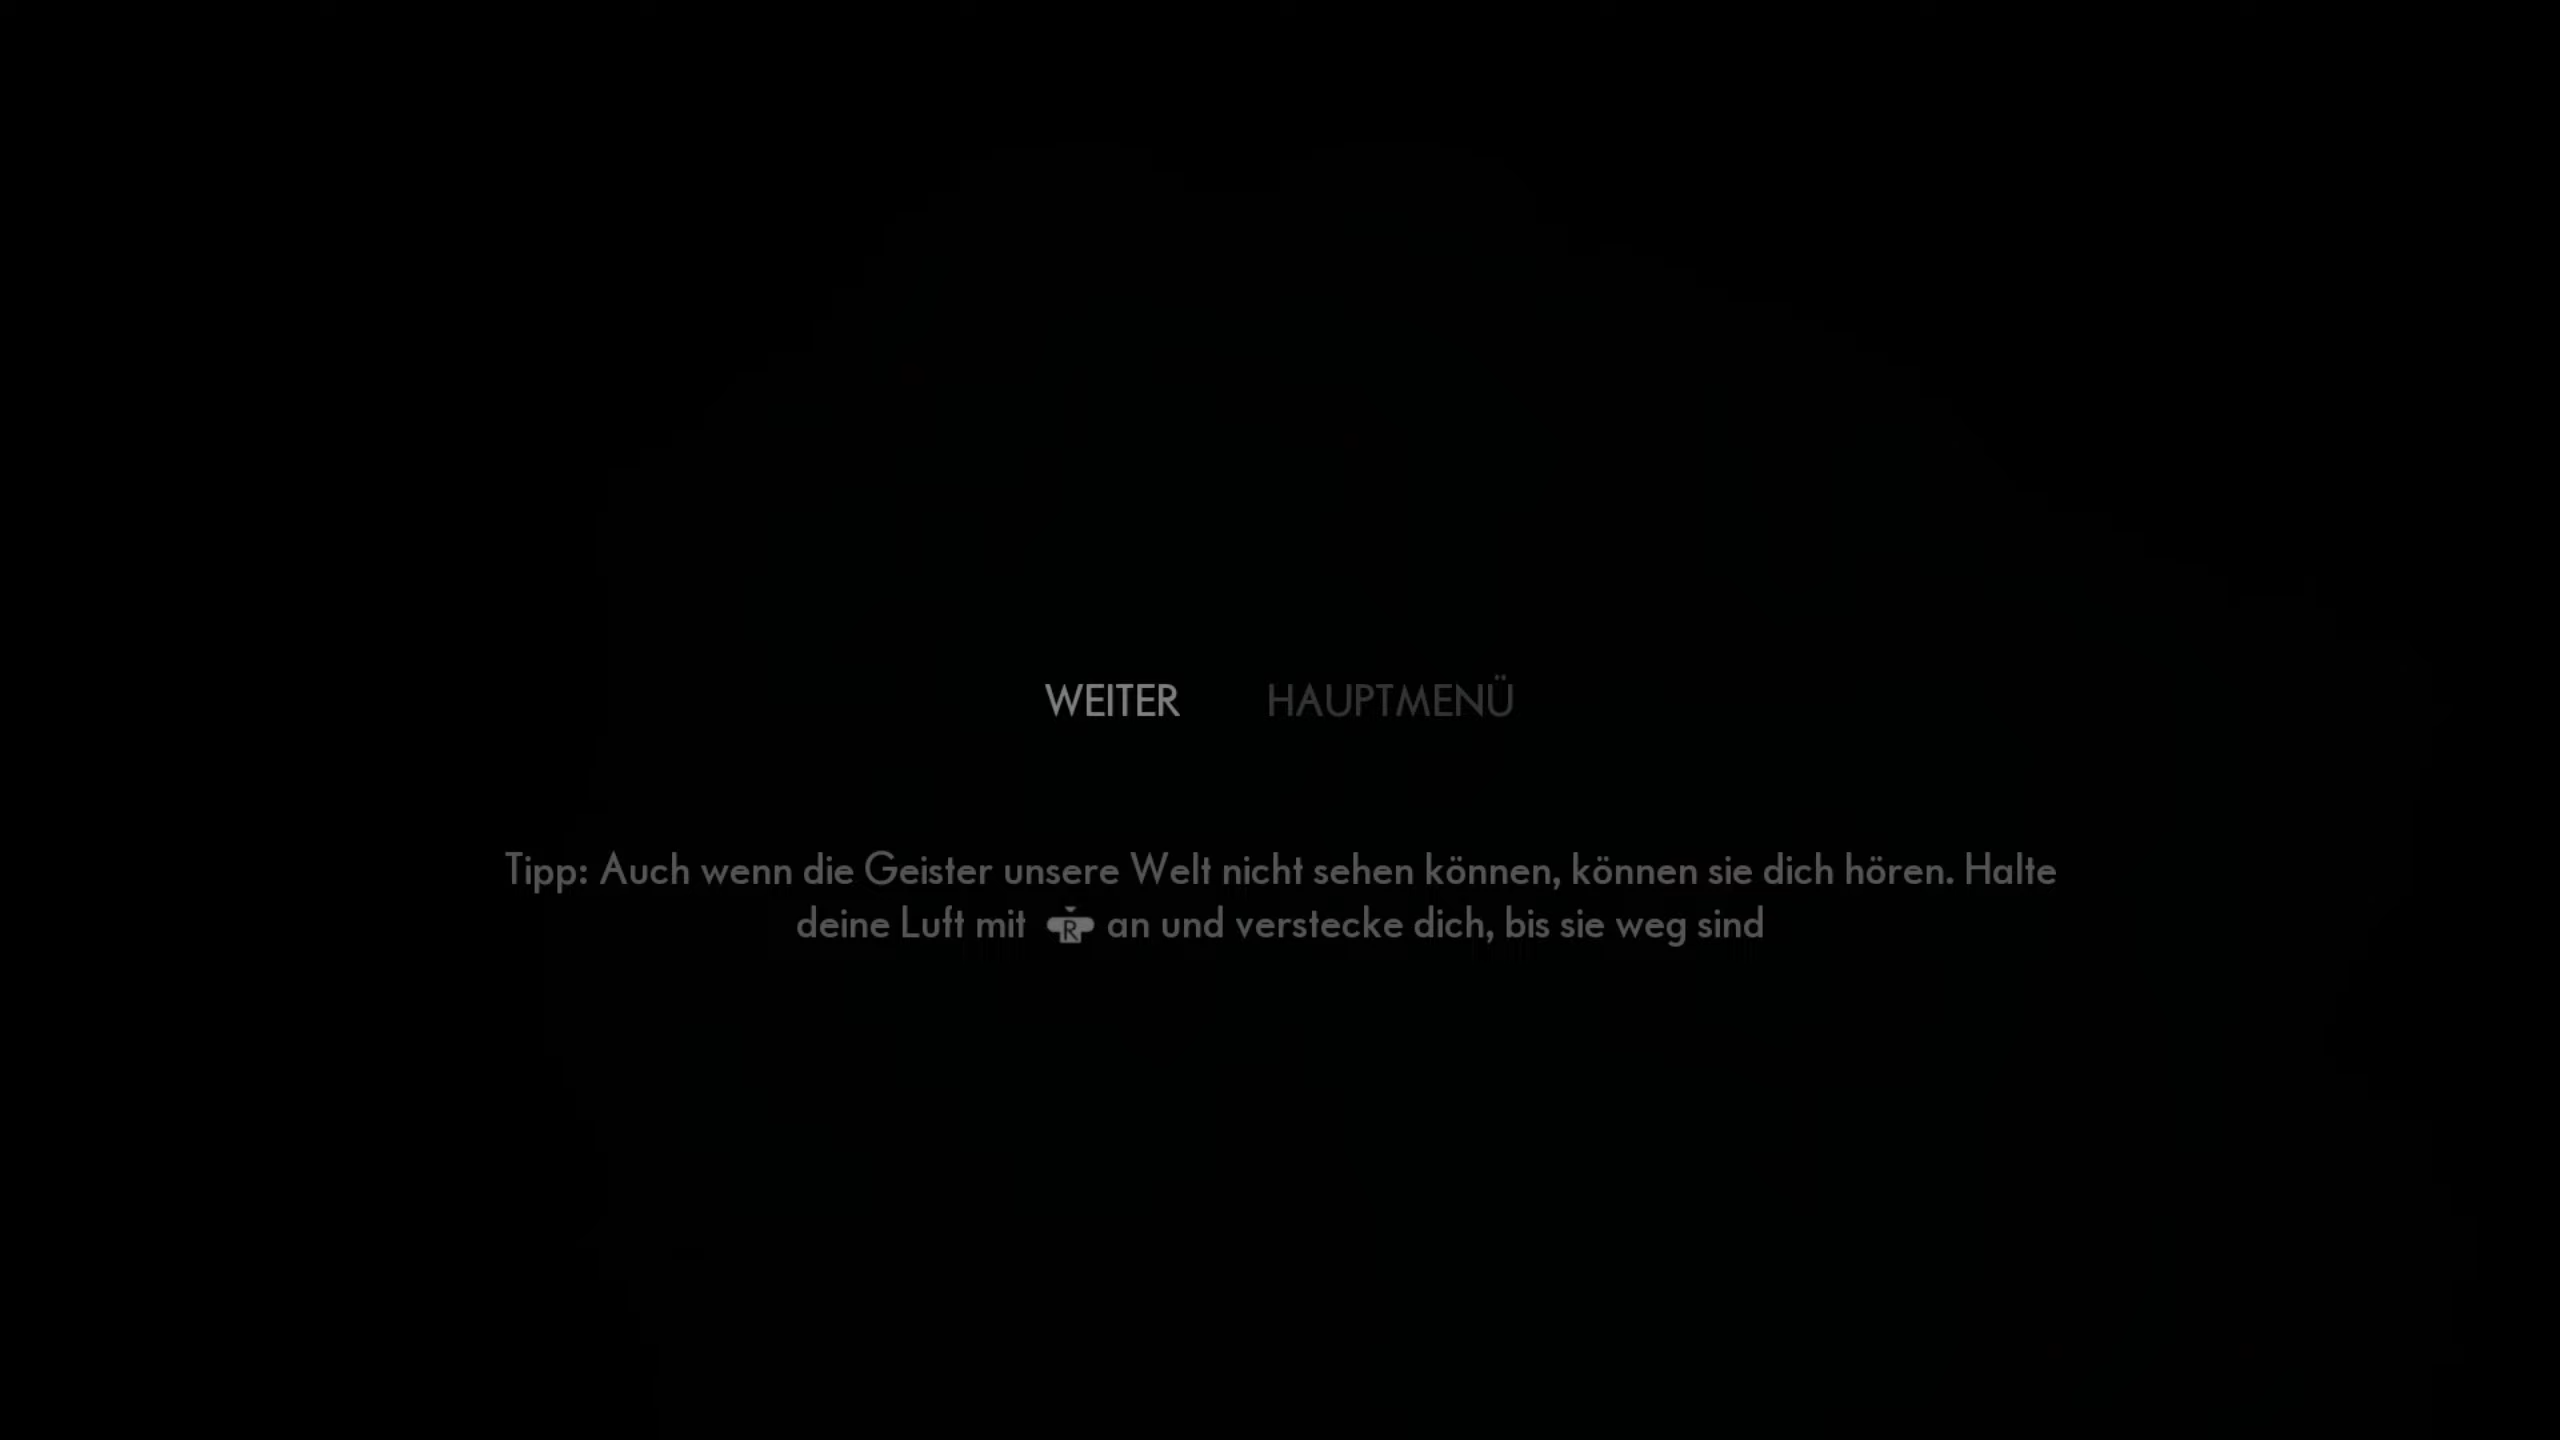 WEITER HAUPTMENÜ
Tipp: Auch wenn die Geister unsere Welt nicht sehen können, können sie dich hören. Halte
deine Luft mit R an und verstecke dich, bis sie weg sind